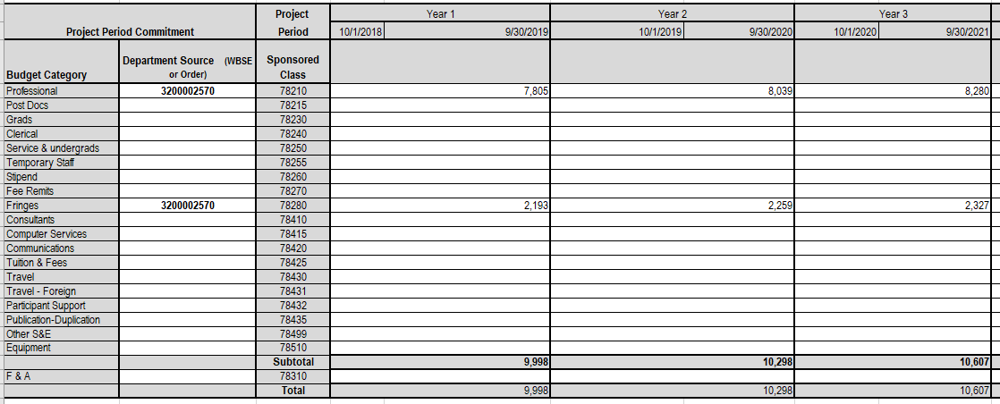 Project Year 1 Year 2 Year 3
Project Period Commitment Period 10/1/2018 9/30/2019 10/1/2019 9/30/2020 10/1/2020 9/30/2021
Department Source (WBSE Sponsored
Budget Category or Order) Class
Professional 3200002570 78210 7,805 8,039 8,280
Post Docs 78215
Grads 78230
Clerical 78240
Service & undergrads 78250
Temporary Staff 78255
Stipend 78260
Fee Remits 78270
Fringes 3200002570 78280 2,193 2,259 2,327
Consultants 78410
Computer Services 78415
Communications 78420
Tuition & Fees 78425
Travel 78430
Travel - Foreign 78431
Participant Support 78432
Publication-Duplication 78435
Other S&E 78499
Equipment 78510
Subtotal 9,998 10,298 10,607
F & A 78310
Total 9,998 10,298 10,607